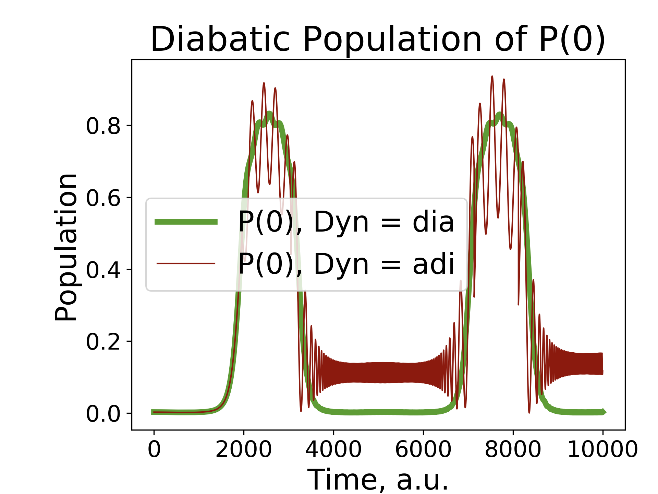 Diabatic Population of P(0)
Population
0.8
0.6
0.4
0.2
0.0
P(0), Dyn = dia
P(0), Dyn = adi
0 2000 4000 6000 8000 10000
Time, a.u.